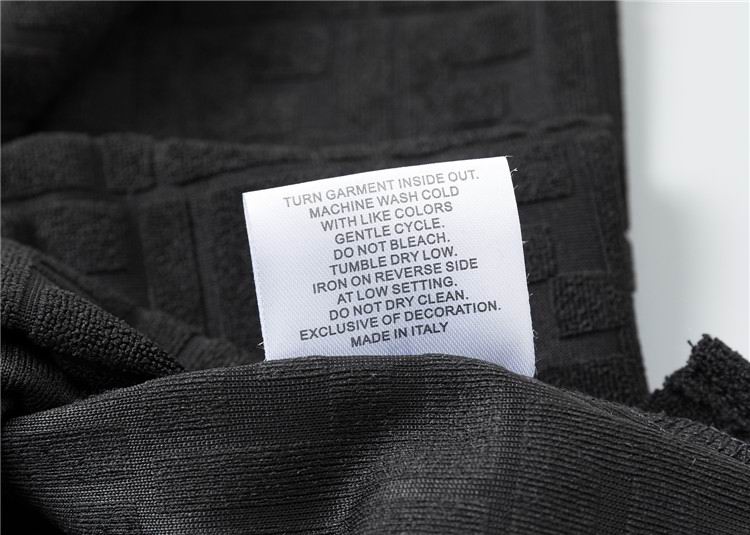 TURN GARMENT INSIDE OUT.
MACHINE WASH COLD
WITH LIKE COLORS
GENTLE CYCLE.
DO NOT BLEACH.
TUMBLE DRY LOW.
IRON ON REVERSE SIDE
AT LOW SETTING.
DO NOT DRY CLEAN.
EXCLUSIVE OF DECORATION.
MADE IN ITALY